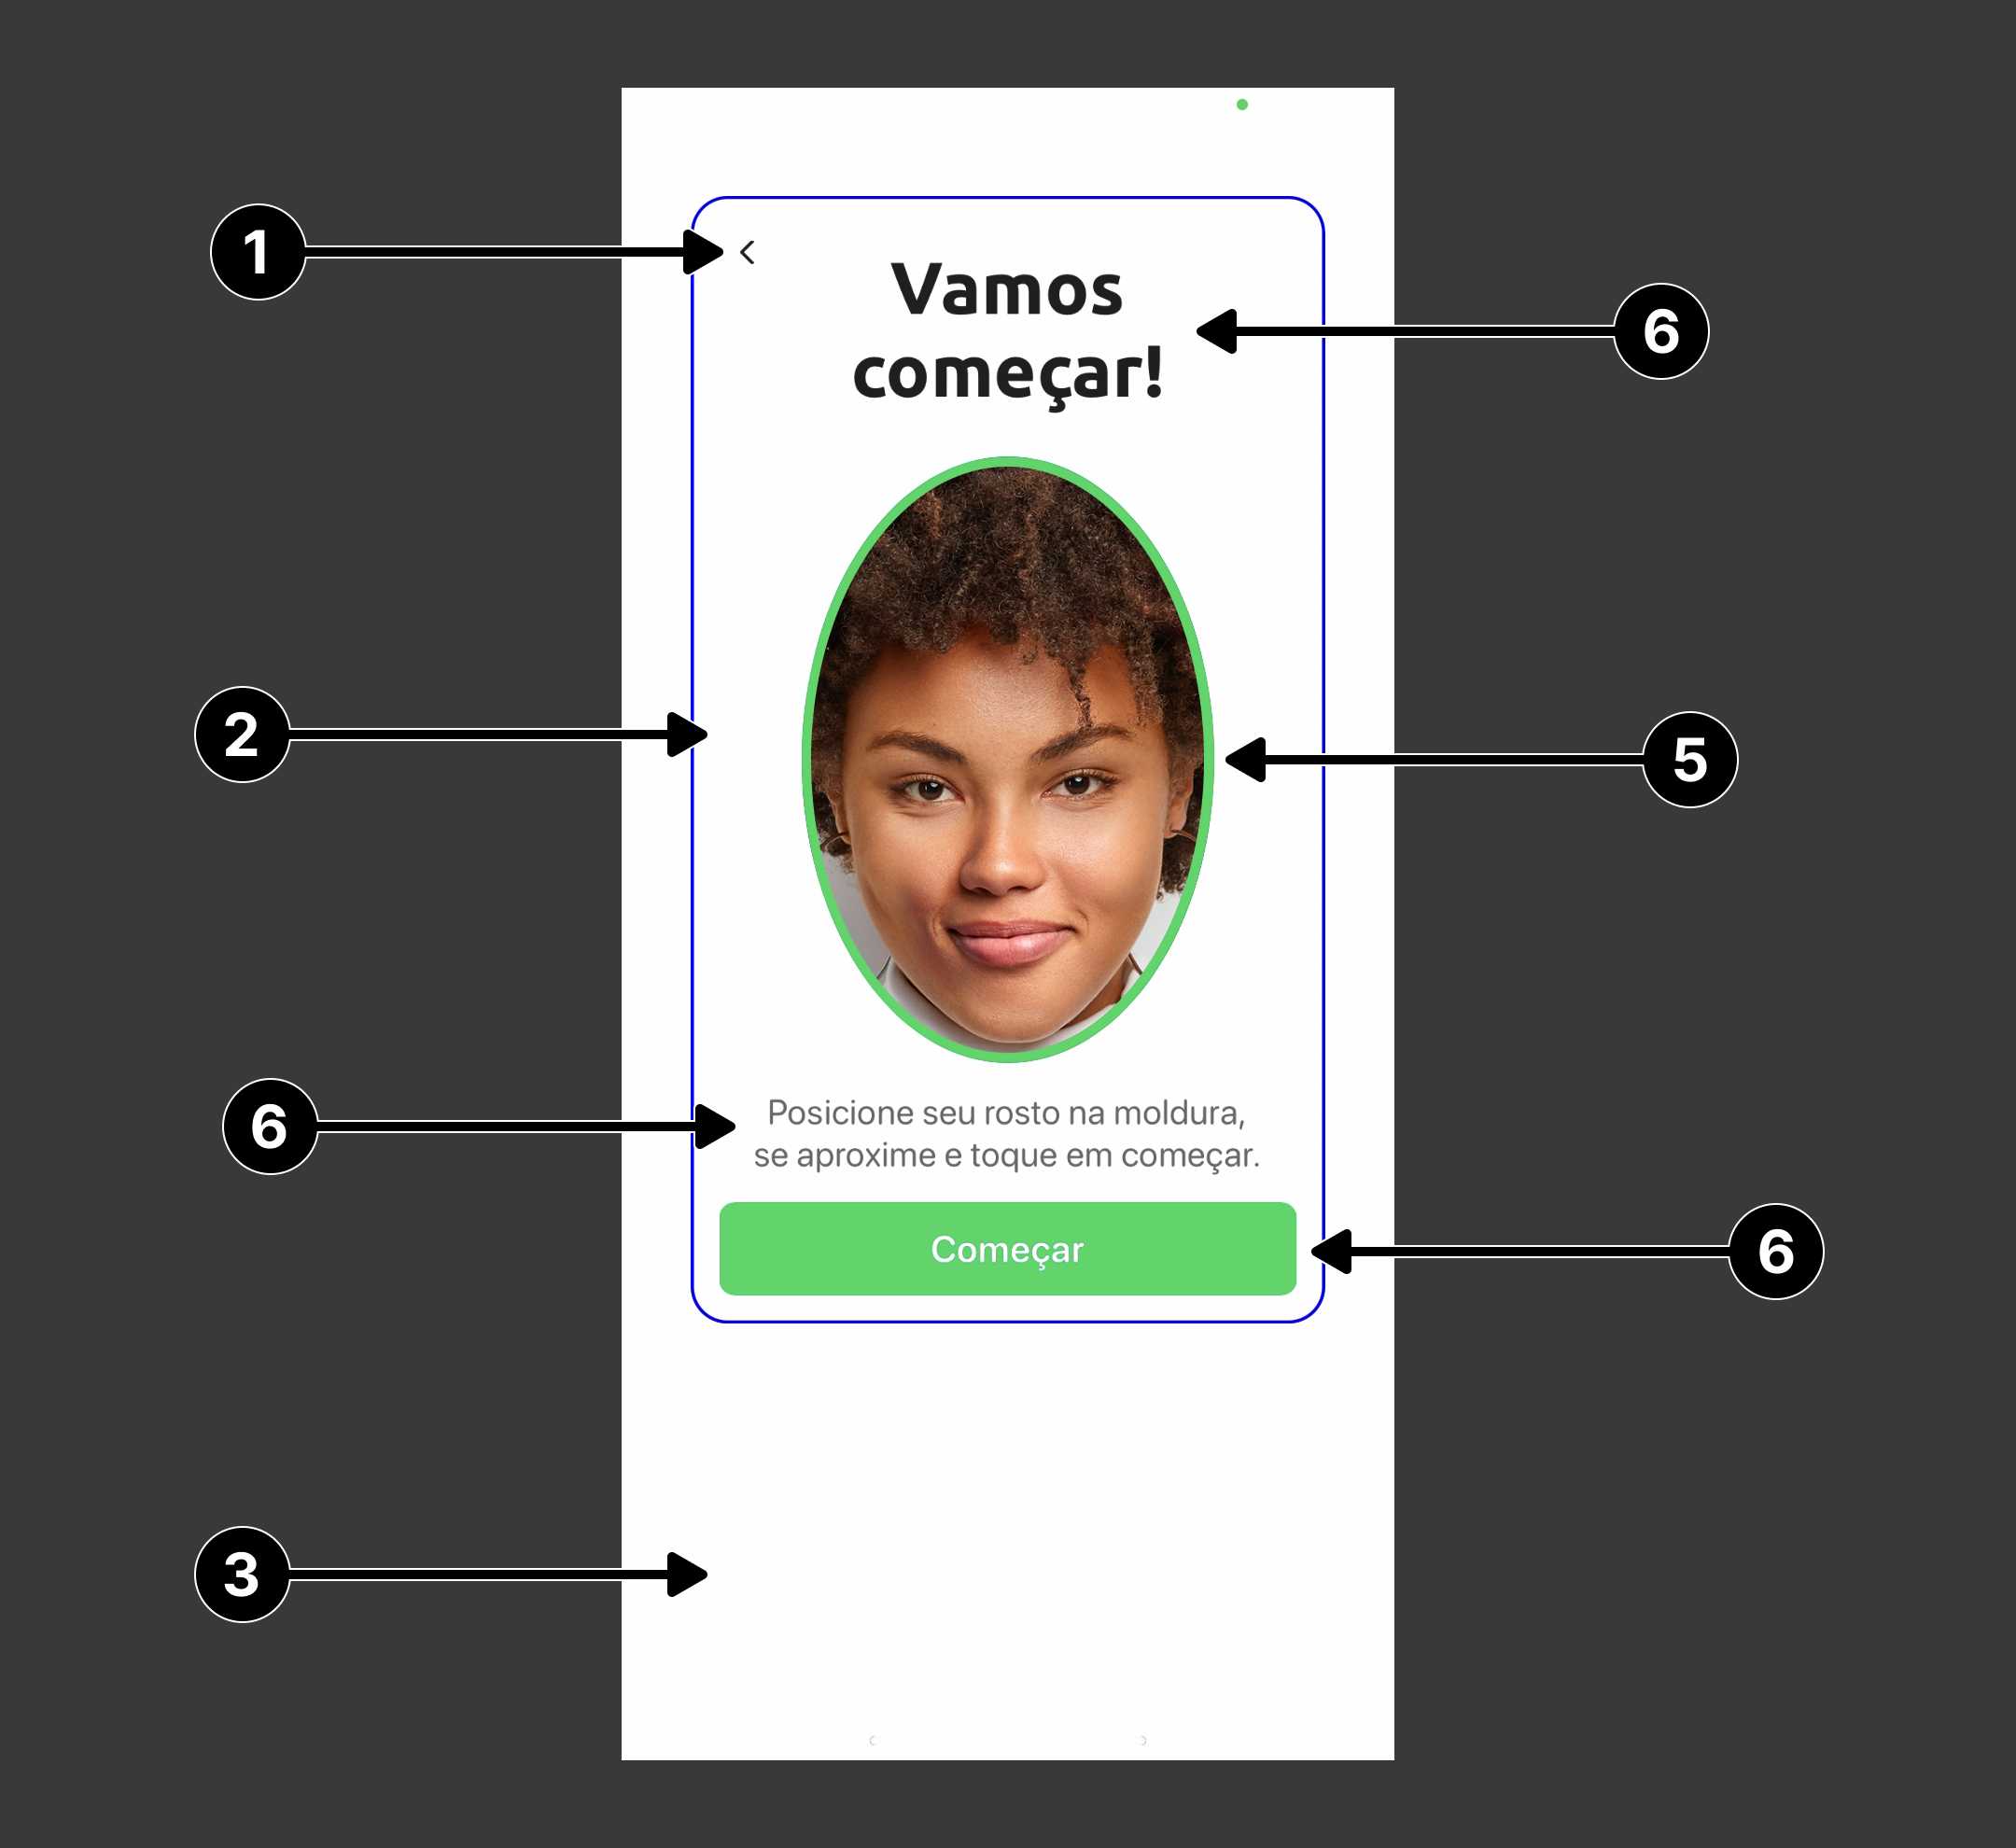 1
Vamos
começar!
6
2
5
6
Posicione seu rosto na moldura,
se aproxime e toque em começar.
Começar
6
3